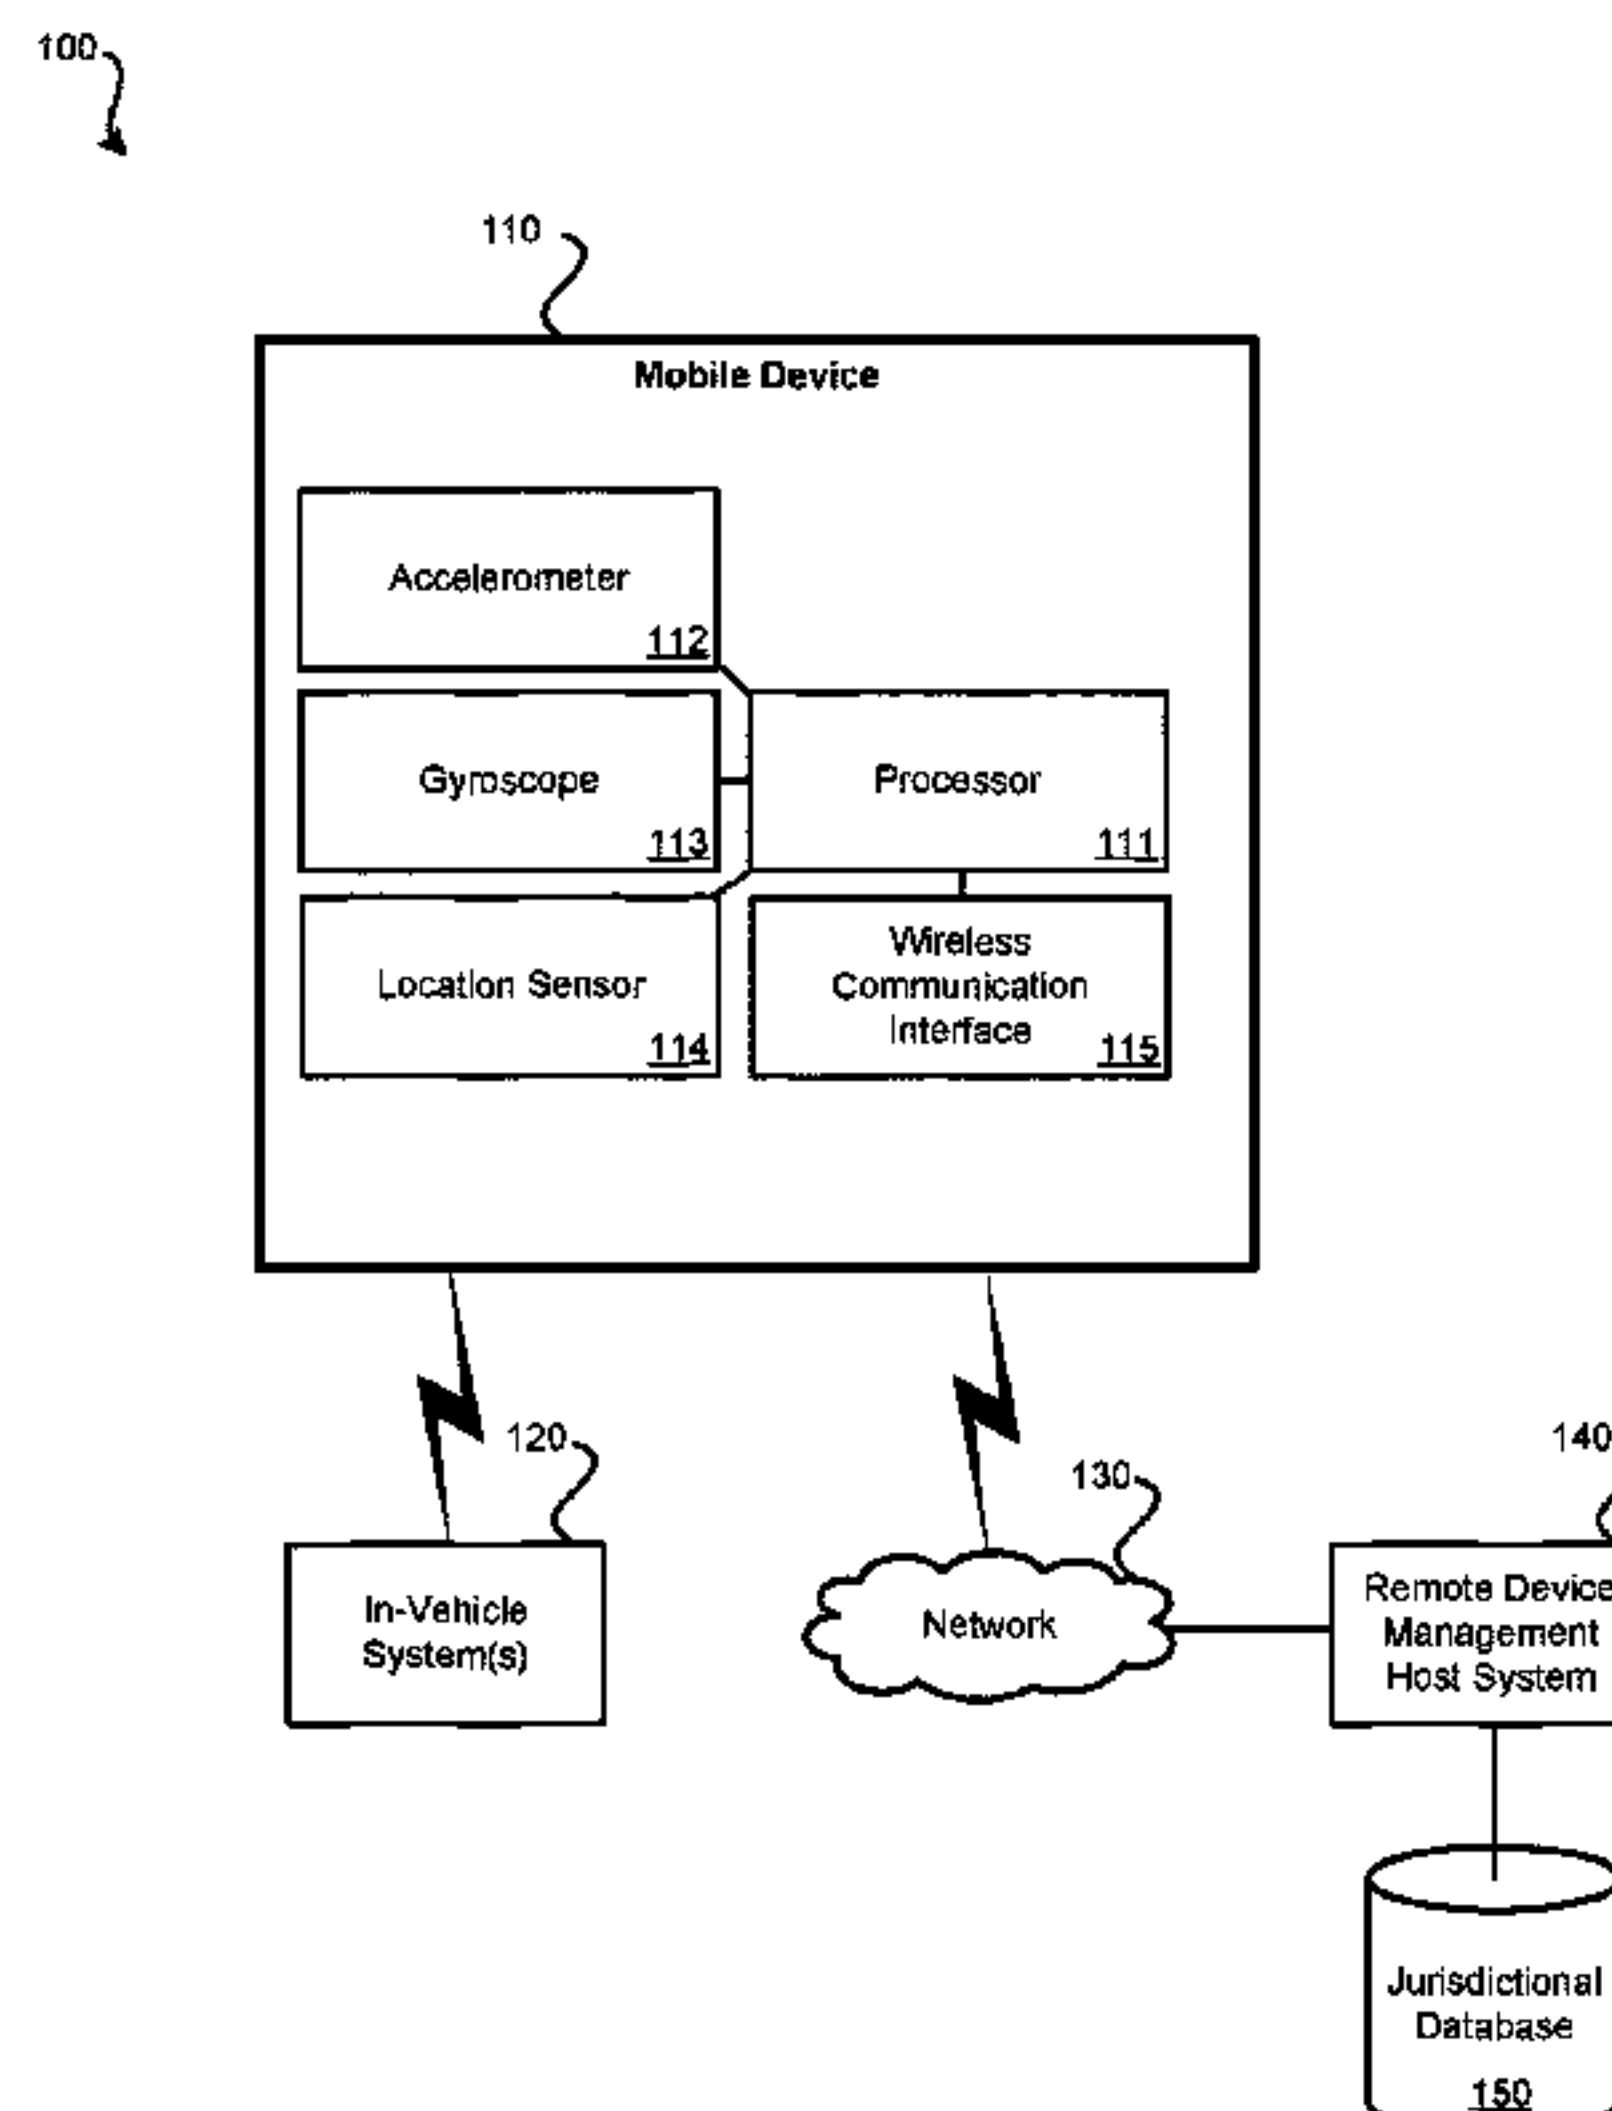 100
110
Mobile Device
Accelerometer
112
Gyroscope
113
Processor
111
Location Sensor
114
Wireless
Communication
Interface
115
120
130
140
In-Vehicle
System(s)
Network
Remote Device
Management
Host System
Jurisdictional
Database
150